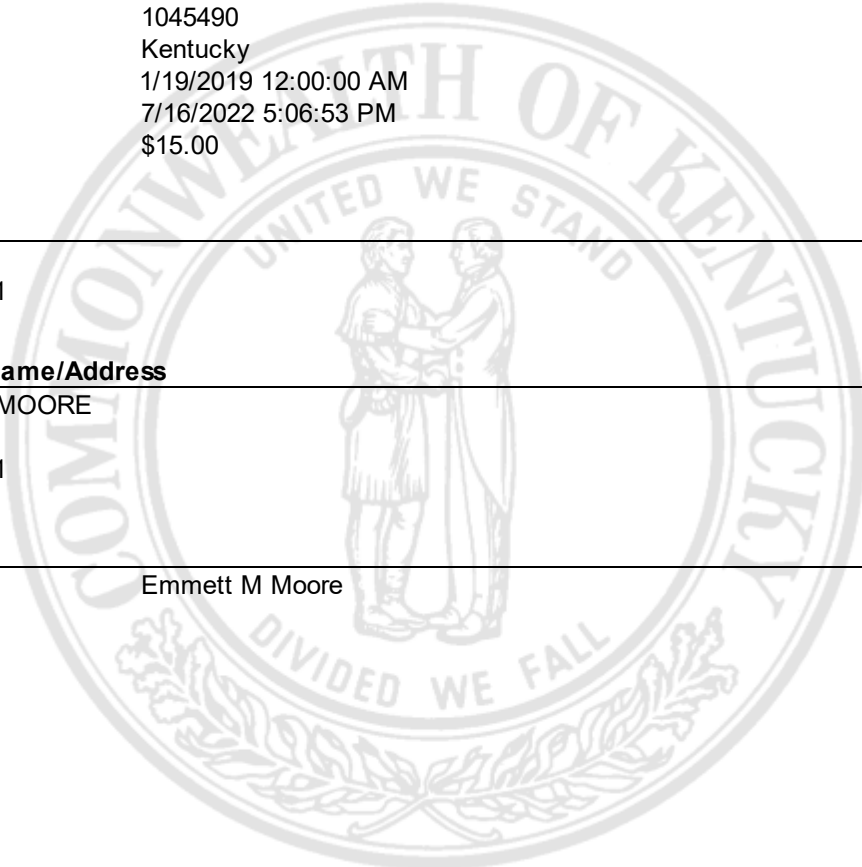 1045490
Kentucky
1/19/2019 12:00:00 AM
7/16/2022 5:06:53 PM
$15.00
ame/Address
MOORE
Emmett M Moore
COMMONWEALTH OF KENTUCKY
UNITED WE STAND
DIVIDED WE FALL